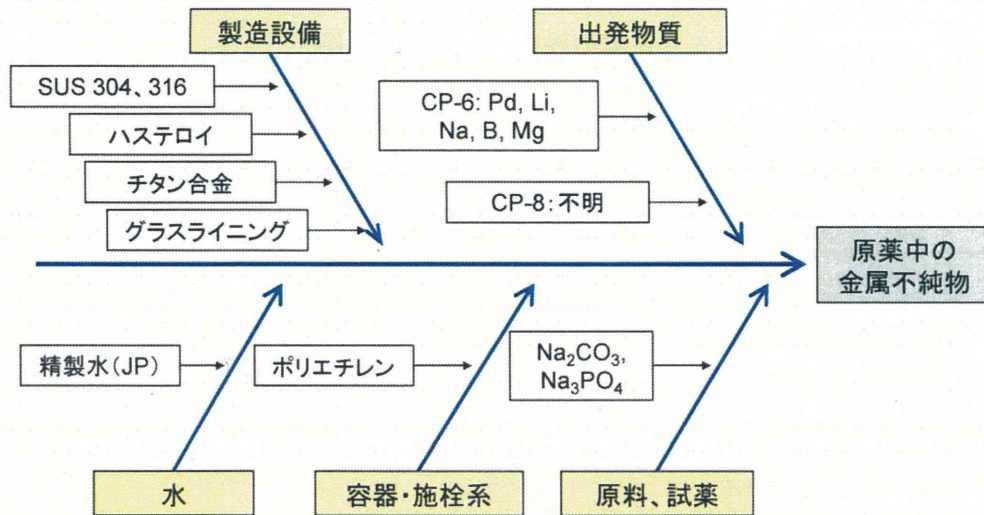 製造設備
出発物質
SUS 304、316
ハステロイ
チタン合金
グラスライニング
CP-6: Pd, Li,
Na, B, Mg
CP-8：不明
原薬中の
金属不純物
精製水(JP)
ポリエチレン
Na₂CO₃,
Na₃PO₄
水
容器・施栓系
原料、試薬